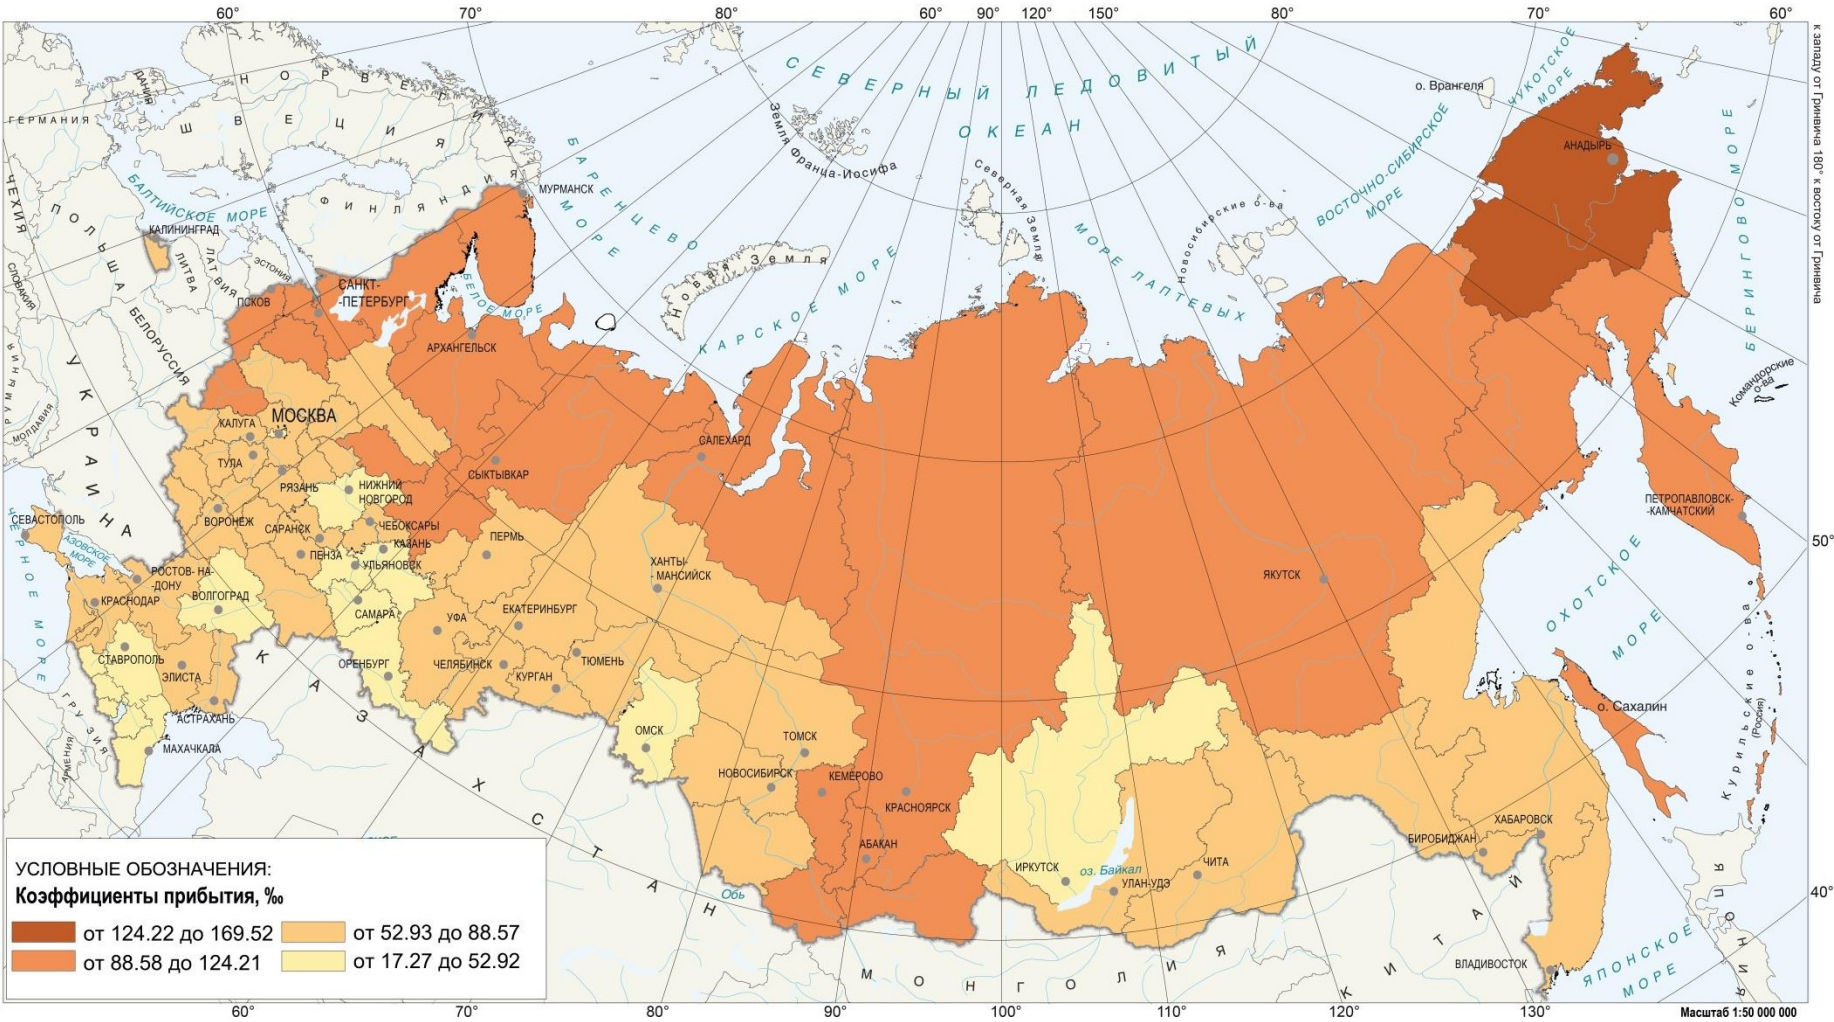 60° 70° 80° 60° 90° 120° 150° 80° 70° 60°
к западу от Гринвича 180° к востоку от Гринвича
СЕВЕРНЫЙ ЛЕДОВИТЫЙ
ОКЕАН
НОРВЕГИЯ
ДАНИЯ
ГЕРМАНИЯ
ШВЕЦИЯ
ЧЕХИЯ
БАЛТИЙСКОЕ МОРЕ
ФИНЛЯНДИЯ
МУРМАНСК
БАРЕНЦЕВО
МОРЕ
Земля Франца-Иосифа
Северная Земля
о. Врангеля
ЧУКОТСКОЕ
МОРЕ
АНАДЫРЬ
ВОСТОЧНО-СИБИРСКОЕ
МОРЕ
Новосибирские о-ва
МОРЕ ЛАПТЕВЫХ
БЕРИНГОВО МОРЕ
ПОЛЬША
КАЛИНИНГРАД
ЛИТВА
ЛАТВИЯ
ЭСТОНИЯ
СЛОВАКИЯ
БЕЛОРУССИЯ
ПСКОВ
САНКТ-
-ПЕТЕРБУРГ
БЕЛОЕ МОРЕ
АРХАНГЕЛЬСК
Новая Земля
КАРСКОЕ МОРЕ
РУМЫНИЯ
МОЛДАВИЯ
УКРАИНА
МОСКВА
КАЛУГА
ТУЛА
РЯЗАНЬ
НИЖНИЙ
НОВГОРОД
СЫКТЫВКАР
САЛЕХАРД
Командорские
о-ва
ПЕТРОПАВЛОВСК-
-КАМЧАТСКИЙ
50°
СЕВАСТОПОЛЬ
ЧЕРНОЕ МОРЕ
АЗОВСКОЕ
МОРЕ
ВОРОНЕЖ
САРАНСК
ЧЕБОКСАРЫ
КАЗАНЬ
ПЕНЗА
УЛЬЯНОВСК
ПЕРМЬ
ХАНТЫ-
- МАНСИЙСК
ЯКУТСК
ОХОТСКОЕ
МОРЕ
РОСТОВ- НА-
-ДОНУ
КРАСНОДАР
ВОЛГОГРАД
САМАРА
УФА
ЕКАТЕРИНБУРГ
СТАВРОПОЛЬ
ЭЛИСТА
ОРЕНБУРГ
ЧЕЛЯБИНСК
КУРГАН
ТЮМЕНЬ
АСТРАХАНЬ
МАХАЧКАЛА
ГРУЗИЯ
АРМЕНИЯ
КАЗАХСТАН
ОМСК
ТОМСК
НОВОСИБИРСК
КЕМЕРОВО
КРАСНОЯРСК
АБАКАН
ИРКУТСК
оз. Байкал
УЛАН-УДЭ
ЧИТА
о. Сахалин
Курильские о-ва
(Россия)
ХАБАРОВСК
БИРОБИДЖАН
ВЛАДИВОСТОК
ЯПОНСКОЕ
МОРЕ
ЯПОНИЯ
КИТАЙ
МОНГОЛИЯ
Обь
40°
УСЛОВНЫЕ ОБОЗНАЧЕНИЯ:
Коэффициенты прибытия, ‰
от 124.22 до 169.52 от 52.93 до 88.57
от 88.58 до 124.21 от 17.27 до 52.92
60° 70° 80° 90° 100° 110° 120° 130°
Масштаб 1:50 000 000